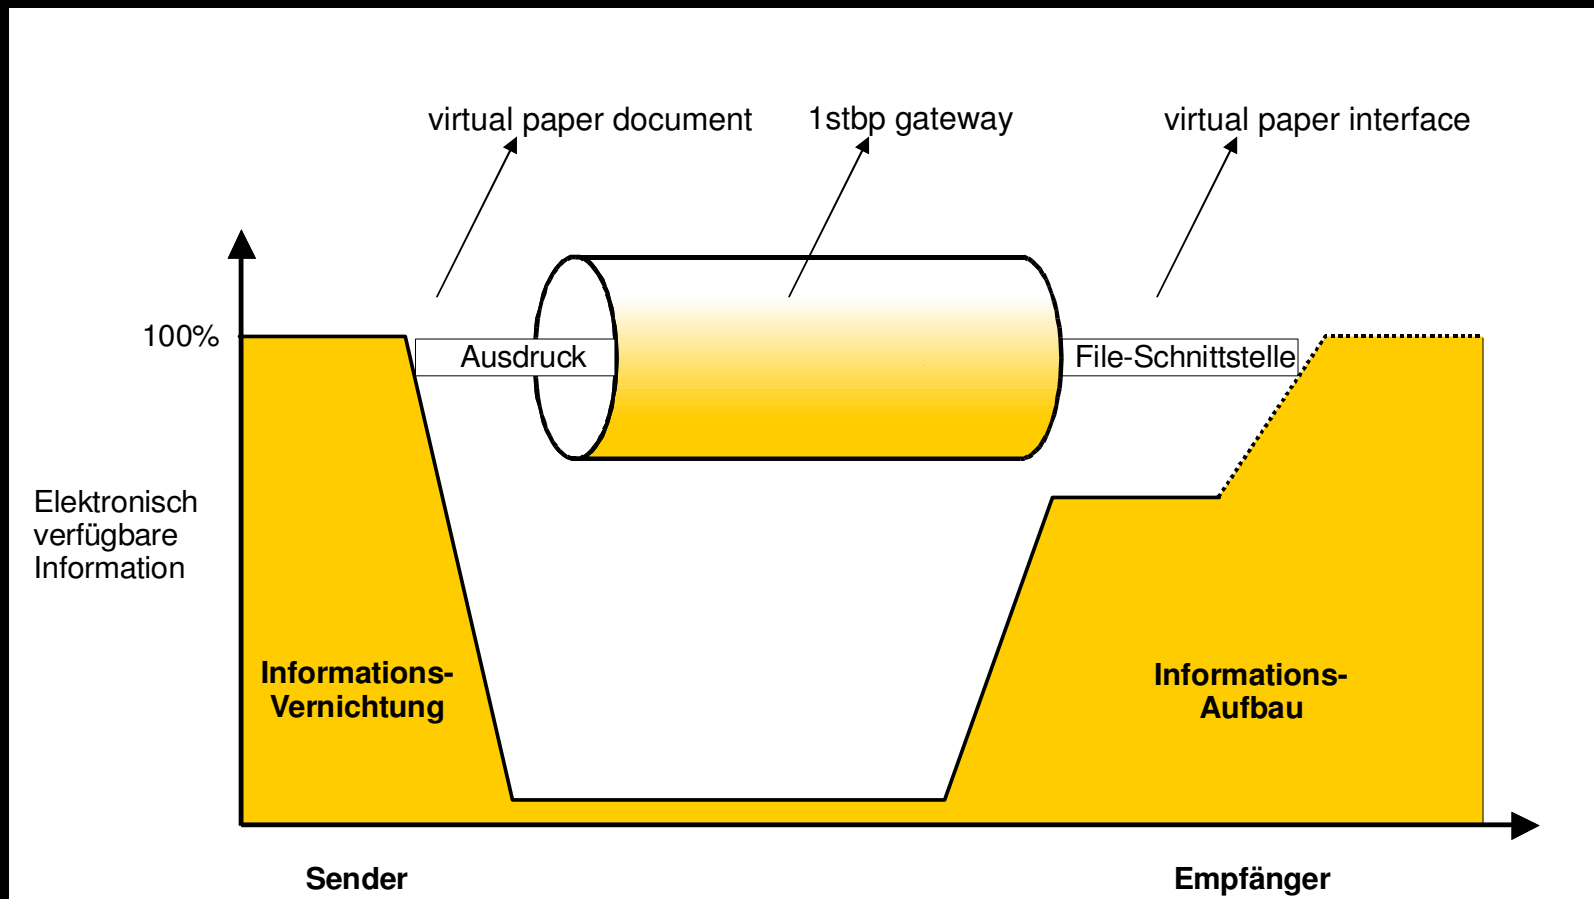 virtual paper document
1stbp gateway
virtual paper interface
100%
Ausdruck
File-Schnittstelle
Elektronisch
verfügbare
Information
Informations-
Vernichtung
Informations-
Aufbau
Sender
Empfänger